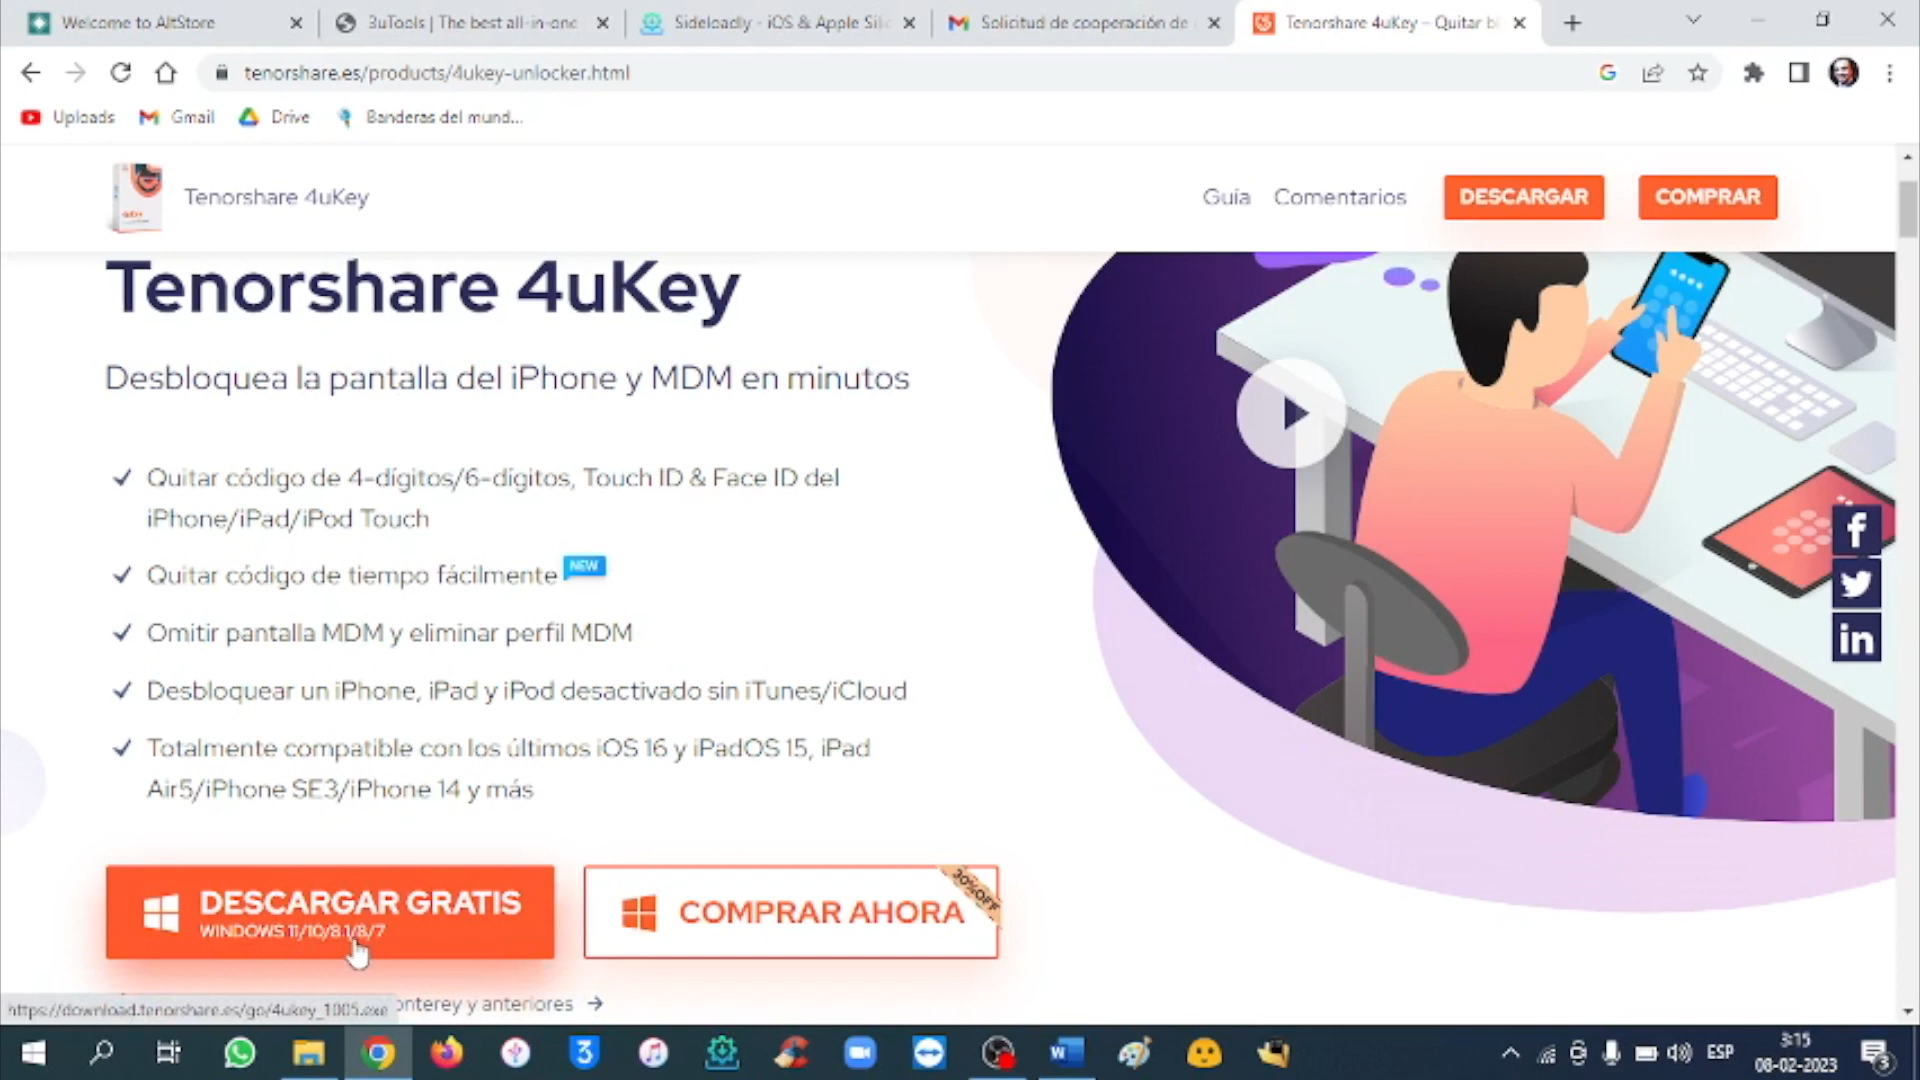 Welcome to AltStore
3uTools | The best all-in-one
Sideloadly - iOS & Apple Sili
Solicitud de cooperación de
Tenorshare 4uKey – Quitar bl
tenorshare.es/products/4ukey-unlocker.html
Uploads
Gmail
Drive
Banderas del mund...
Tenorshare 4uKey
Guía
Comentarios
DESCARGAR
COMPRAR
Tenorshare 4uKey
Desbloquea la pantalla del iPhone y MDM en minutos
Quitar código de 4-dígitos/6-dígitos, Touch ID & Face ID del
iPhone/iPad/iPod Touch
Quitar código de tiempo fácilmente NEW
Omitir pantalla MDM y eliminar perfil MDM
Desbloquear un iPhone, iPad y iPod desactivado sin iTunes/iCloud
Totalmente compatible con los últimos iOS 16 y iPadOS 15, iPad
Air5/iPhone SE3/iPhone 14 y más
DESCARGAR GRATIS
WINDOWS 11/10/8.1/8/7
COMPRAR AHORA
30%OFF
https://download.tenorshare.es/go/4ukey_1005.exe
onterey y anteriores
ESP
3:15
08-02-2023
3